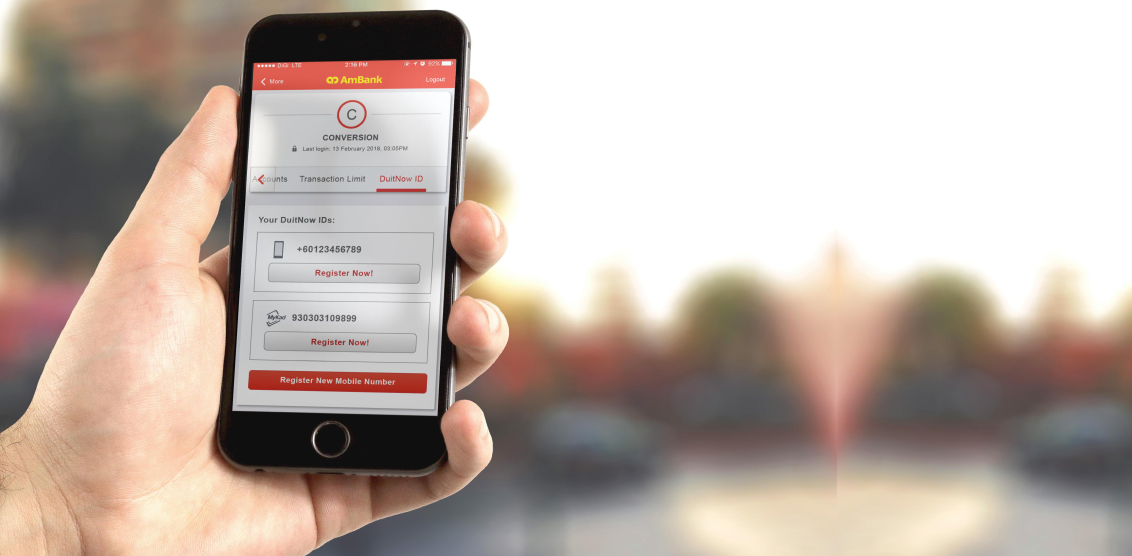 DiGi LTE 2:16 PM 90%
More AmBank Logout
C
CONVERSION
Last login: 13 February 2018, 03:05PM
Accounts Transaction Limit DuitNow ID
Your DuitNow IDs:
+60123456789
Register Now!
MyKad 930303109899
Register Now!
Register New Mobile Number